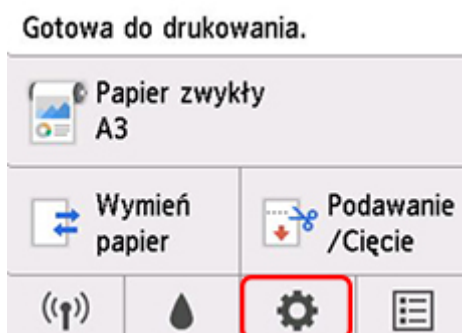 Gotowa do drukowania.
Papier zwykły
A3
Wymień
papier
Podawanie
/Cięcie